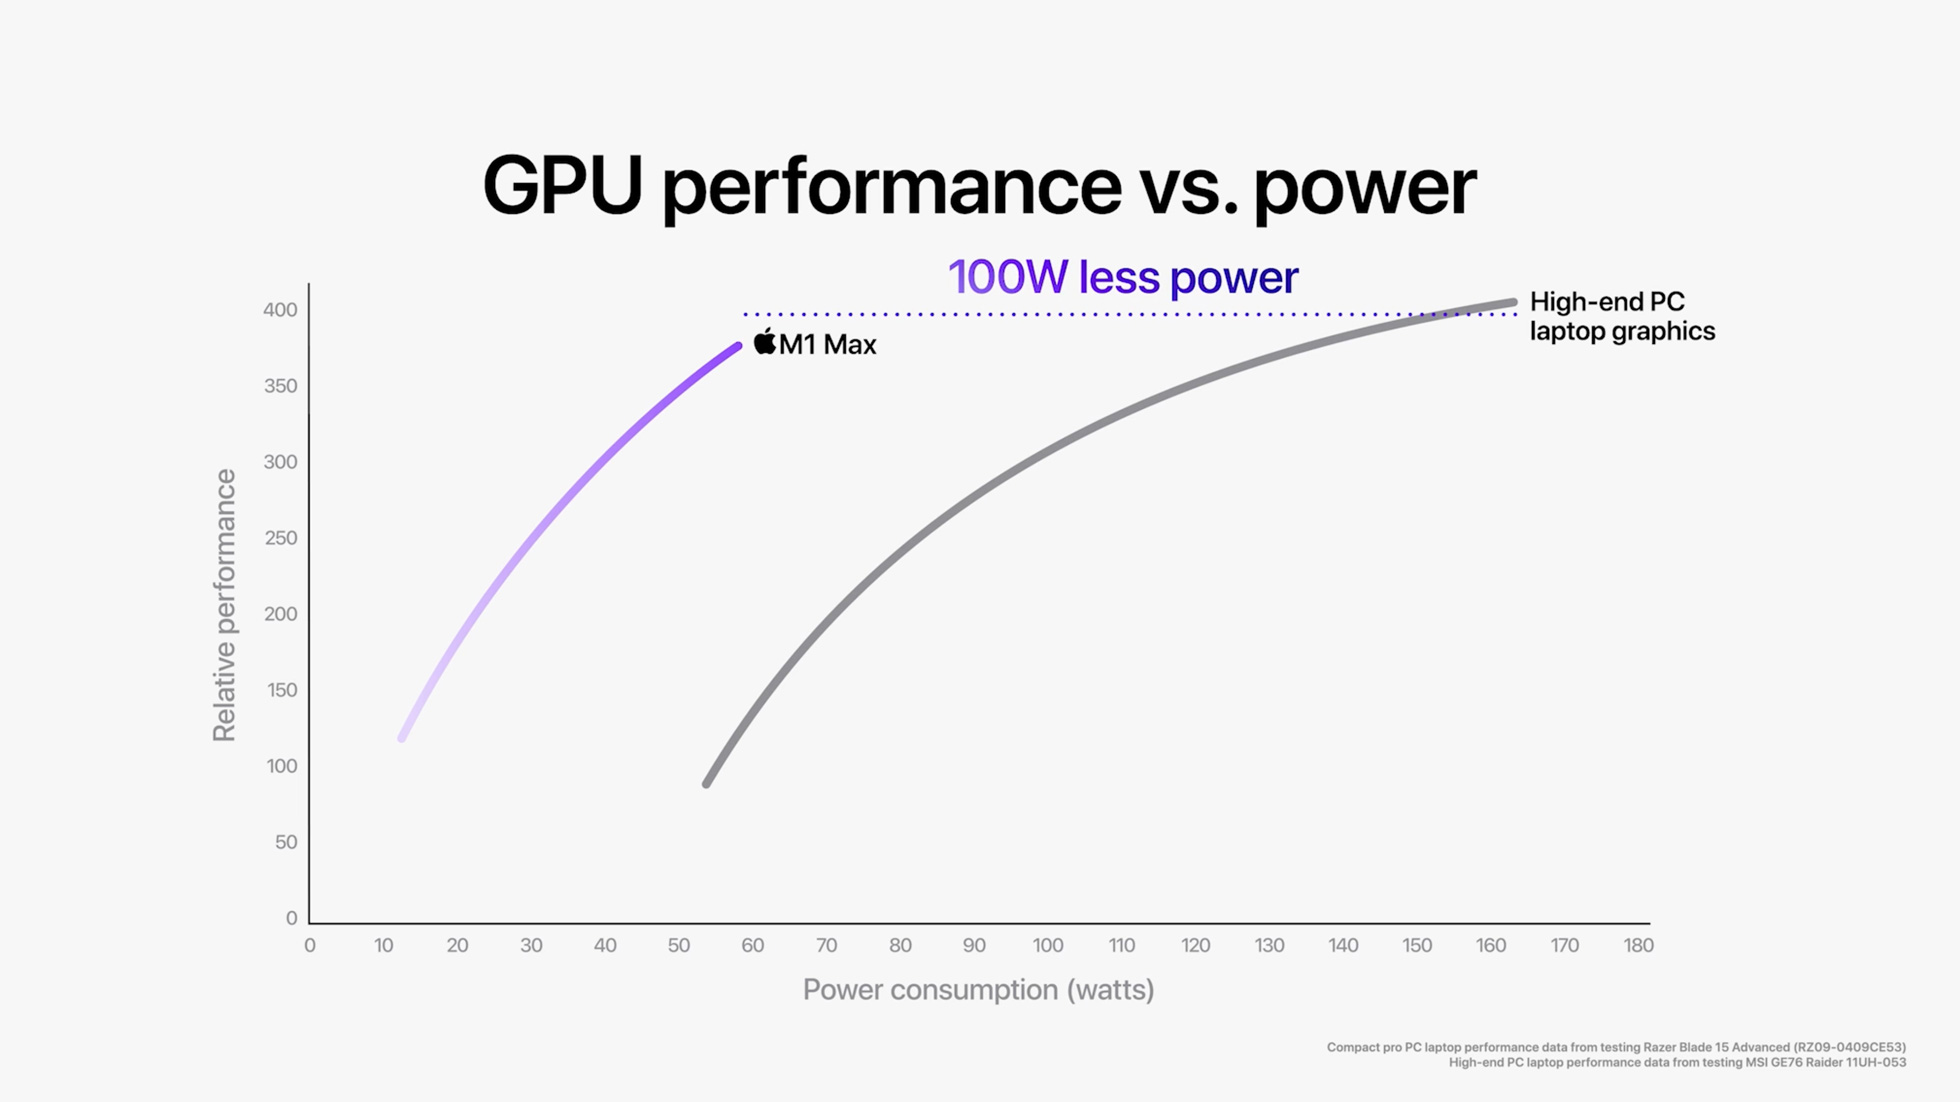 GPU performance vs. power
100W less power
High-end PC
laptop graphics
M1 Max
Relative performance
400
350
300
250
200
150
100
50
0
0 10 20 30 40 50 60 70 80 90 100 110 120 130 140 150 160 170 180
Power consumption (watts)
Compact pro PC laptop performance data from testing Razer Blade 15 Advanced (RZ09-0409CE53)
High-end PC laptop performance data from testing MSI GE76 Raider 11UH-053